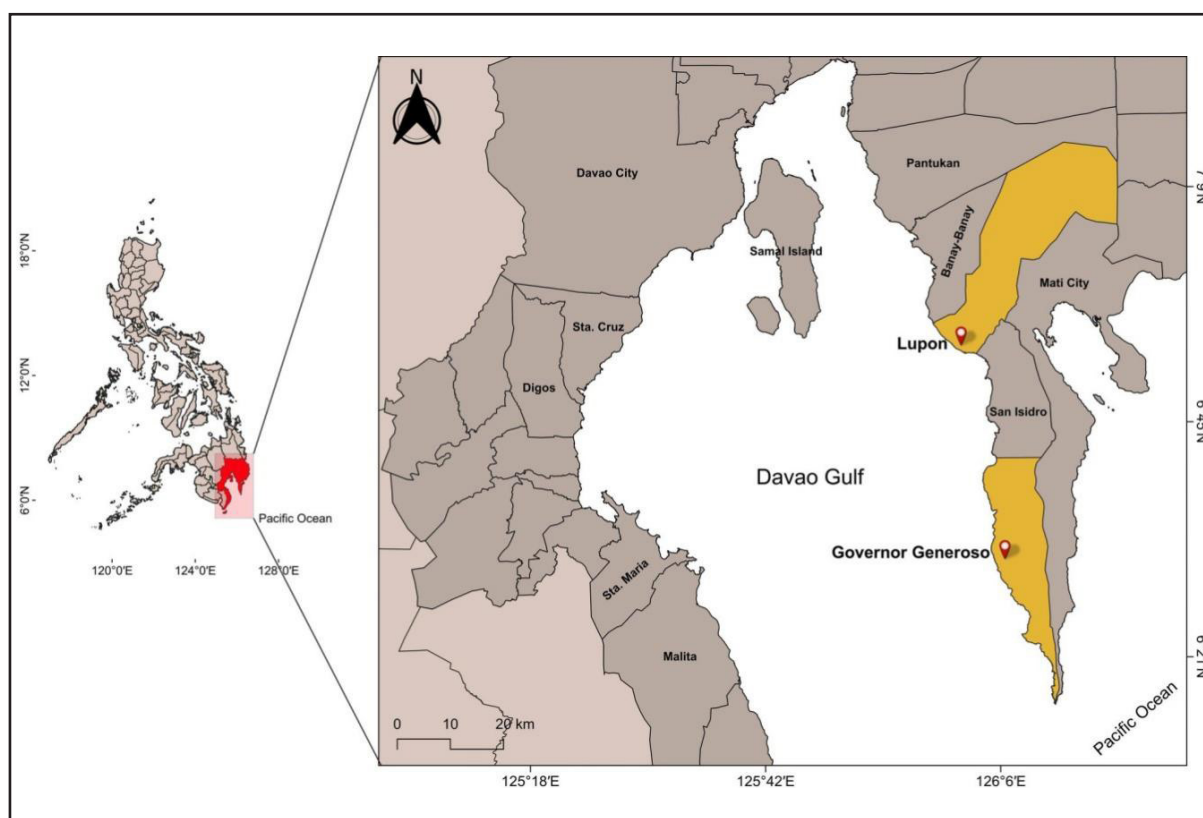 N
Davao City
Pantukan
Banay-Banay
Samal Island
Mati City
Sta. Cruz
Lupon
Digos
San Isidro
Davao Gulf
Governor Generoso
Sta. Maria
Malita
0 10 20 km
Pacific Ocean
125°18'E 125°42'E 126°6'E
18°0'N
12°0'N
6°0'N
Pacific Ocean
120°0'E 124°0'E 128°0'E